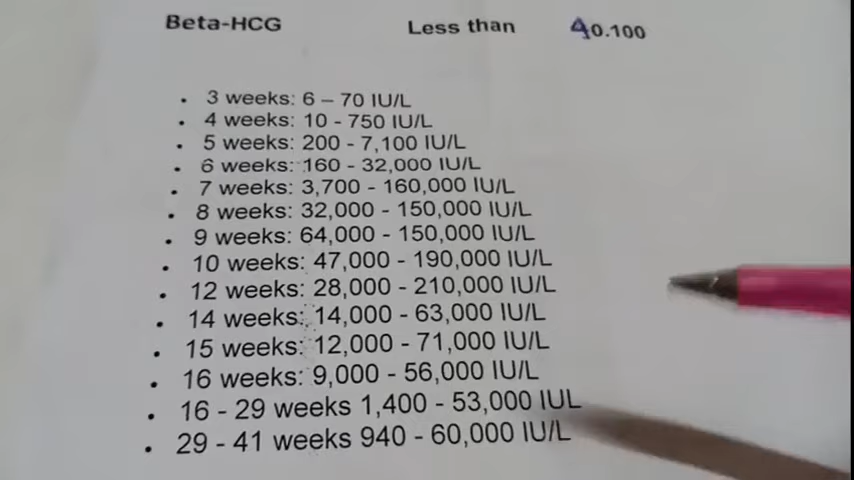 Beta-HCG Less than 0.100
• 3 weeks: 6 – 70 IU/L
• 4 weeks: 10 - 750 IU/L
• 5 weeks: 200 - 7,100 IU/L
• 6 weeks: 160 - 32,000 IU/L
• 7 weeks: 3,700 - 160,000 IU/L
• 8 weeks: 32,000 - 150,000 IU/L
• 9 weeks: 64,000 - 150,000 IU/L
• 10 weeks: 47,000 - 190,000 IU/L
• 12 weeks: 28,000 - 210,000 IU/L
• 14 weeks: 14,000 - 63,000 IU/L
• 15 weeks: 12,000 - 71,000 IU/L
• 16 weeks: 9,000 - 56,000 IU/L
• 16 - 29 weeks 1,400 - 53,000 IUL
• 29 - 41 weeks 940 - 60,000 IU/L